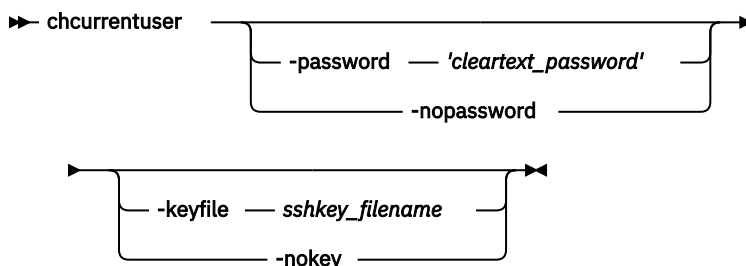 chcurrentuser
-password 'cleartext_password'
-nopassword
-keyfile sshkey_filename
-nokey